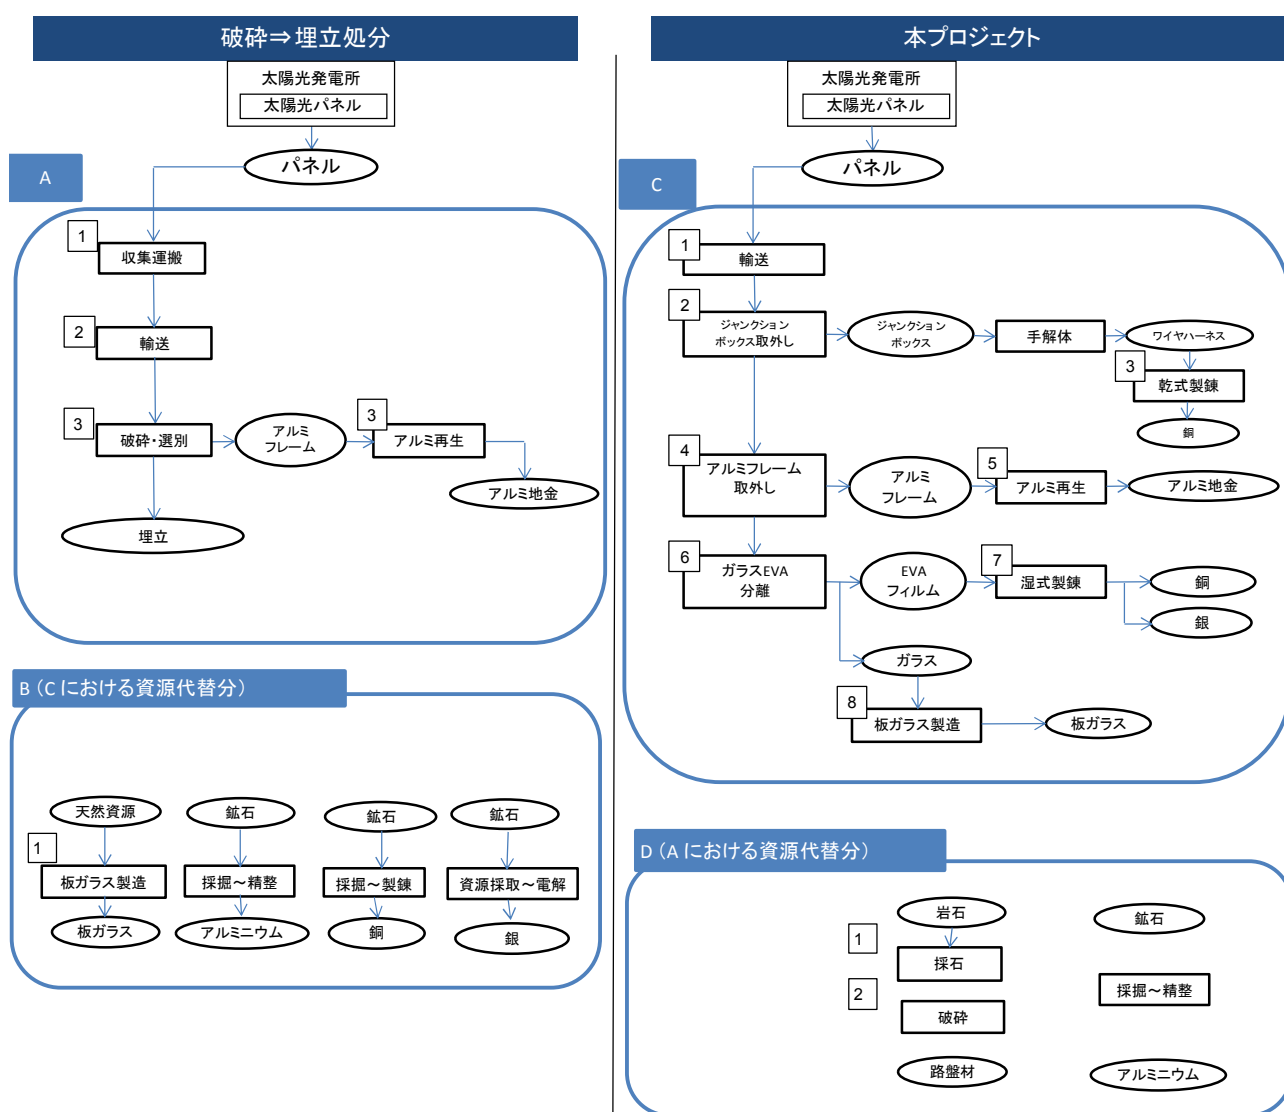 破砕⇒埋立処分
太陽光発電所
太陽光パネル
パネル
A
1
収集運搬
2
輸送
3
破砕・選別
アルミ
フレーム
3
アルミ再生
アルミ地金
埋立
B（Cにおける資源代替分）
天然資源
鉱石
鉱石
鉱石
1
板ガラス製造
採掘～精整
採掘～製錬
資源採取～電解
板ガラス
アルミニウム
銅
銀
本プロジェクト
太陽光発電所
太陽光パネル
パネル
C
1
輸送
2
ジャンクション
ボックス取外し
ジャンクション
ボックス
手解体
ワイヤハーネス
3
乾式製錬
銅
4
アルミフレーム
取外し
アルミ
フレーム
5
アルミ再生
アルミ地金
6
ガラスEVA
分離
EVA
フィルム
7
湿式製錬
銅
銀
ガラス
8
板ガラス製造
板ガラス
D（Aにおける資源代替分）
岩石
鉱石
1
採石
2
破砕
採掘～精整
路盤材
アルミニウム